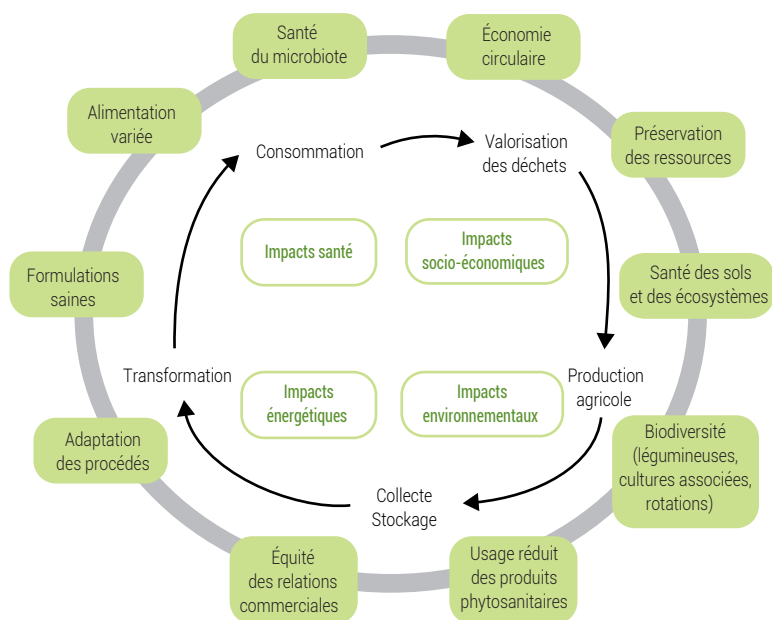 Santé
du microbiote
Économie
circulaire
Alimentation
variée
Préservation
des ressources
Consommation
Valorisation
des déchets
Impacts santé
Impacts
socio-économiques
Formulations
saines
Santé des sols
et des écosystèmes
Transformation
Impacts
énergétiques
Impacts
environnementaux
Production
agricole
Adaptation
des procédés
Biodiversité
(légumineuses,
cultures associées,
rotations)
Collecte
Stockage
Équité
des relations
commerciales
Usage réduit
des produits
phytosanitaires